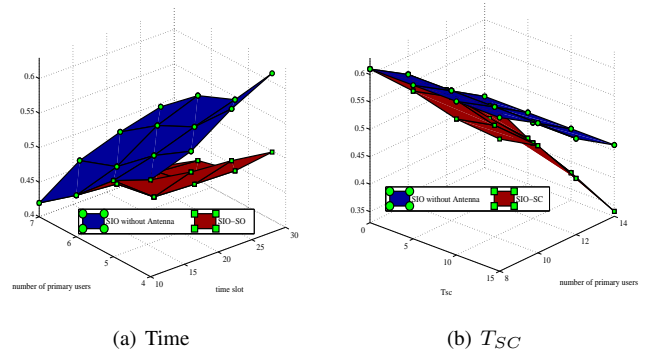 0.6
0.55
0.5
0.45
0.4
7
6
5
4
10
15
20
25
30
number of primary users
time slot
SIO without Antenna
SIO−SO
(a) Time
0.6
0.55
0.5
0.45
0.4
0.35
0
5
10
15
8
10
12
14
Tsc
number of primary users
SIO without Antenna
SIO−SC
(b) T_{SC}